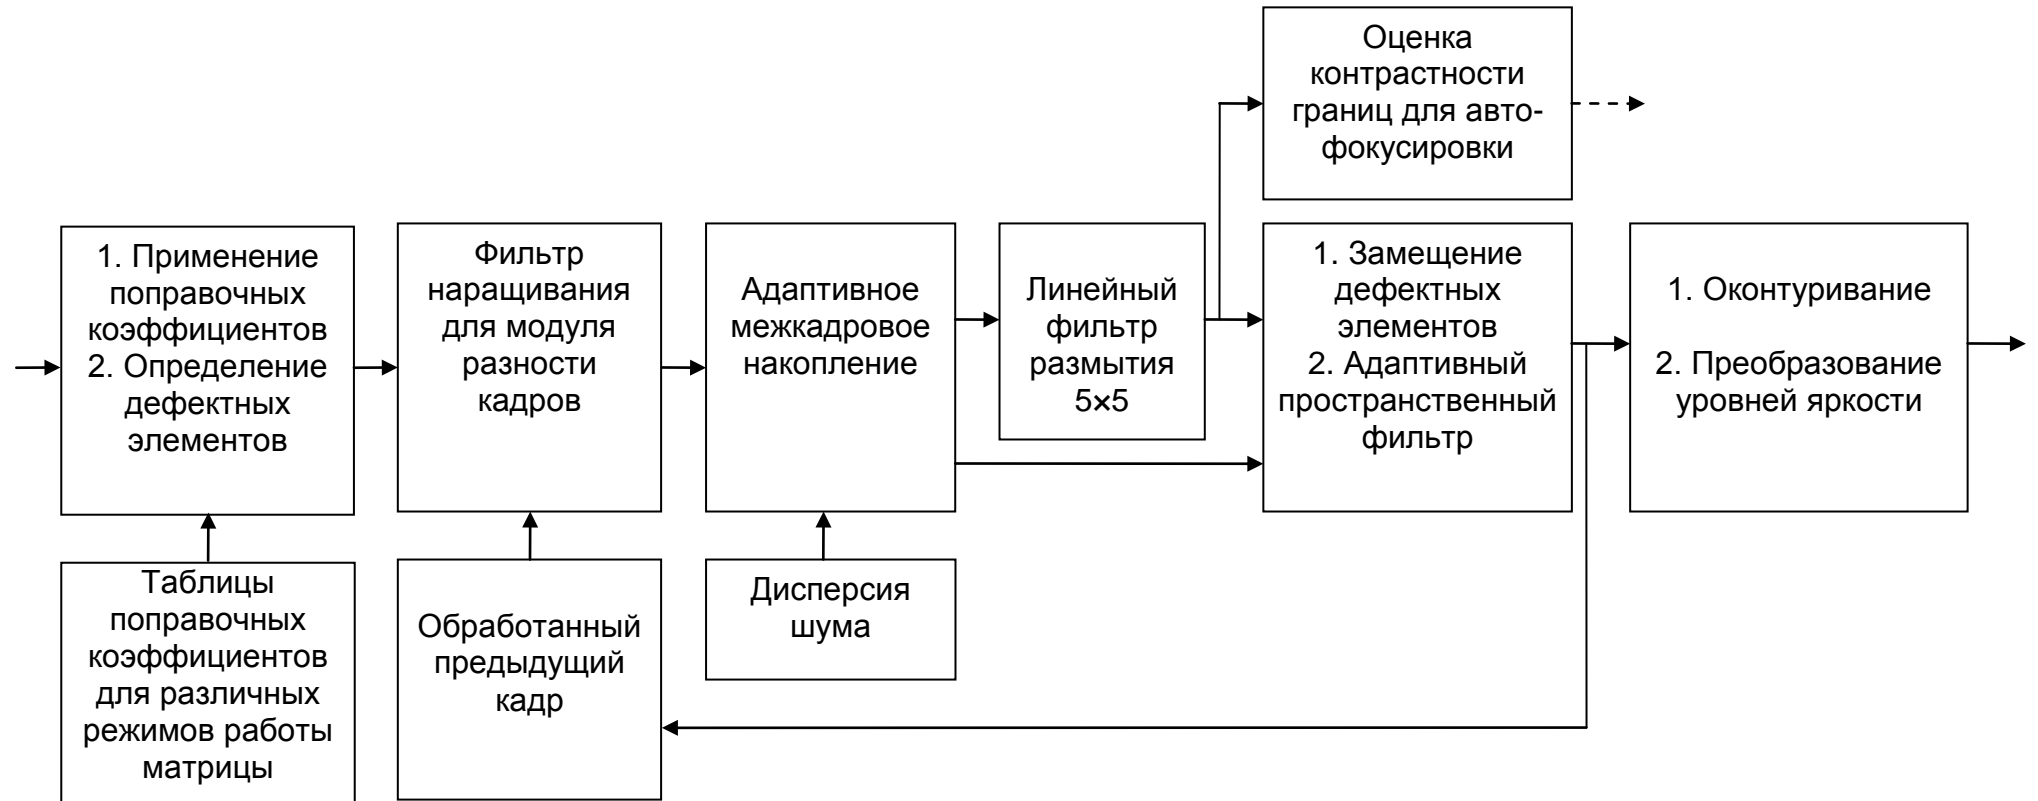 Оценка
контрастности
границ для авто-
фокусировки
1. Применение
поправочных
коэффициентов
2. Определение
дефектных
элементов
Фильтр
наращивания
для модуля
разности
кадров
Адаптивное
межкадровое
накопление
Линейный
фильтр
размытия
5×5
1. Замещение
дефектных
элементов
2. Адаптивный
пространственный
фильтр
1. Оконтуривание
2. Преобразование
уровней яркости
Таблицы
поправочных
коэффициентов
для различных
режимов работы
матрицы
Обработанный
предыдущий
кадр
Дисперсия
шума